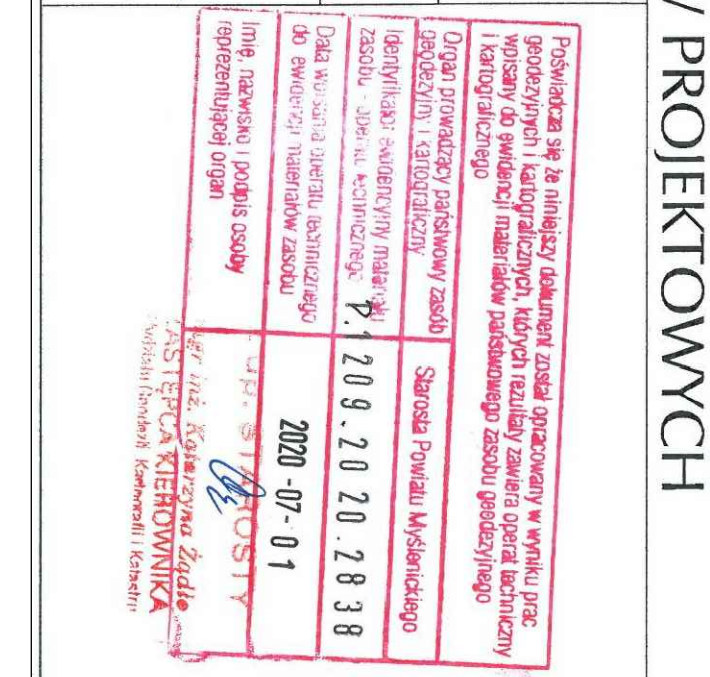 / PROJEKTOWYCH
Poświadcza się że niniejszy dokument został opracowany w wyniku prac
geodezyjnych i kartograficznych, których rezultaty zawiera operat techniczny
wpisany do ewidencji materiałów państwowego zasobu geodezyjnego
i kartograficznego
Organ prowadzący państwowy zasób
geodezyjny i kartograficzny
Starosta Powiatu Myślenickiego
Identyfikator ewidencyjny materiału
zasobu - operatu technicznego
P.1209.2020.2838
Data wpisania operatu technicznego
do ewidencji materiałów zasobu
2020 -07- 01
Imię, nazwisko i podpis osoby
reprezentującej organ
up. STAROSTY
mgr inż. Katarzyna Żądło
ZASTĘPCA KIEROWNIKA
Wydziału Geodezji Kartografii i Katastru